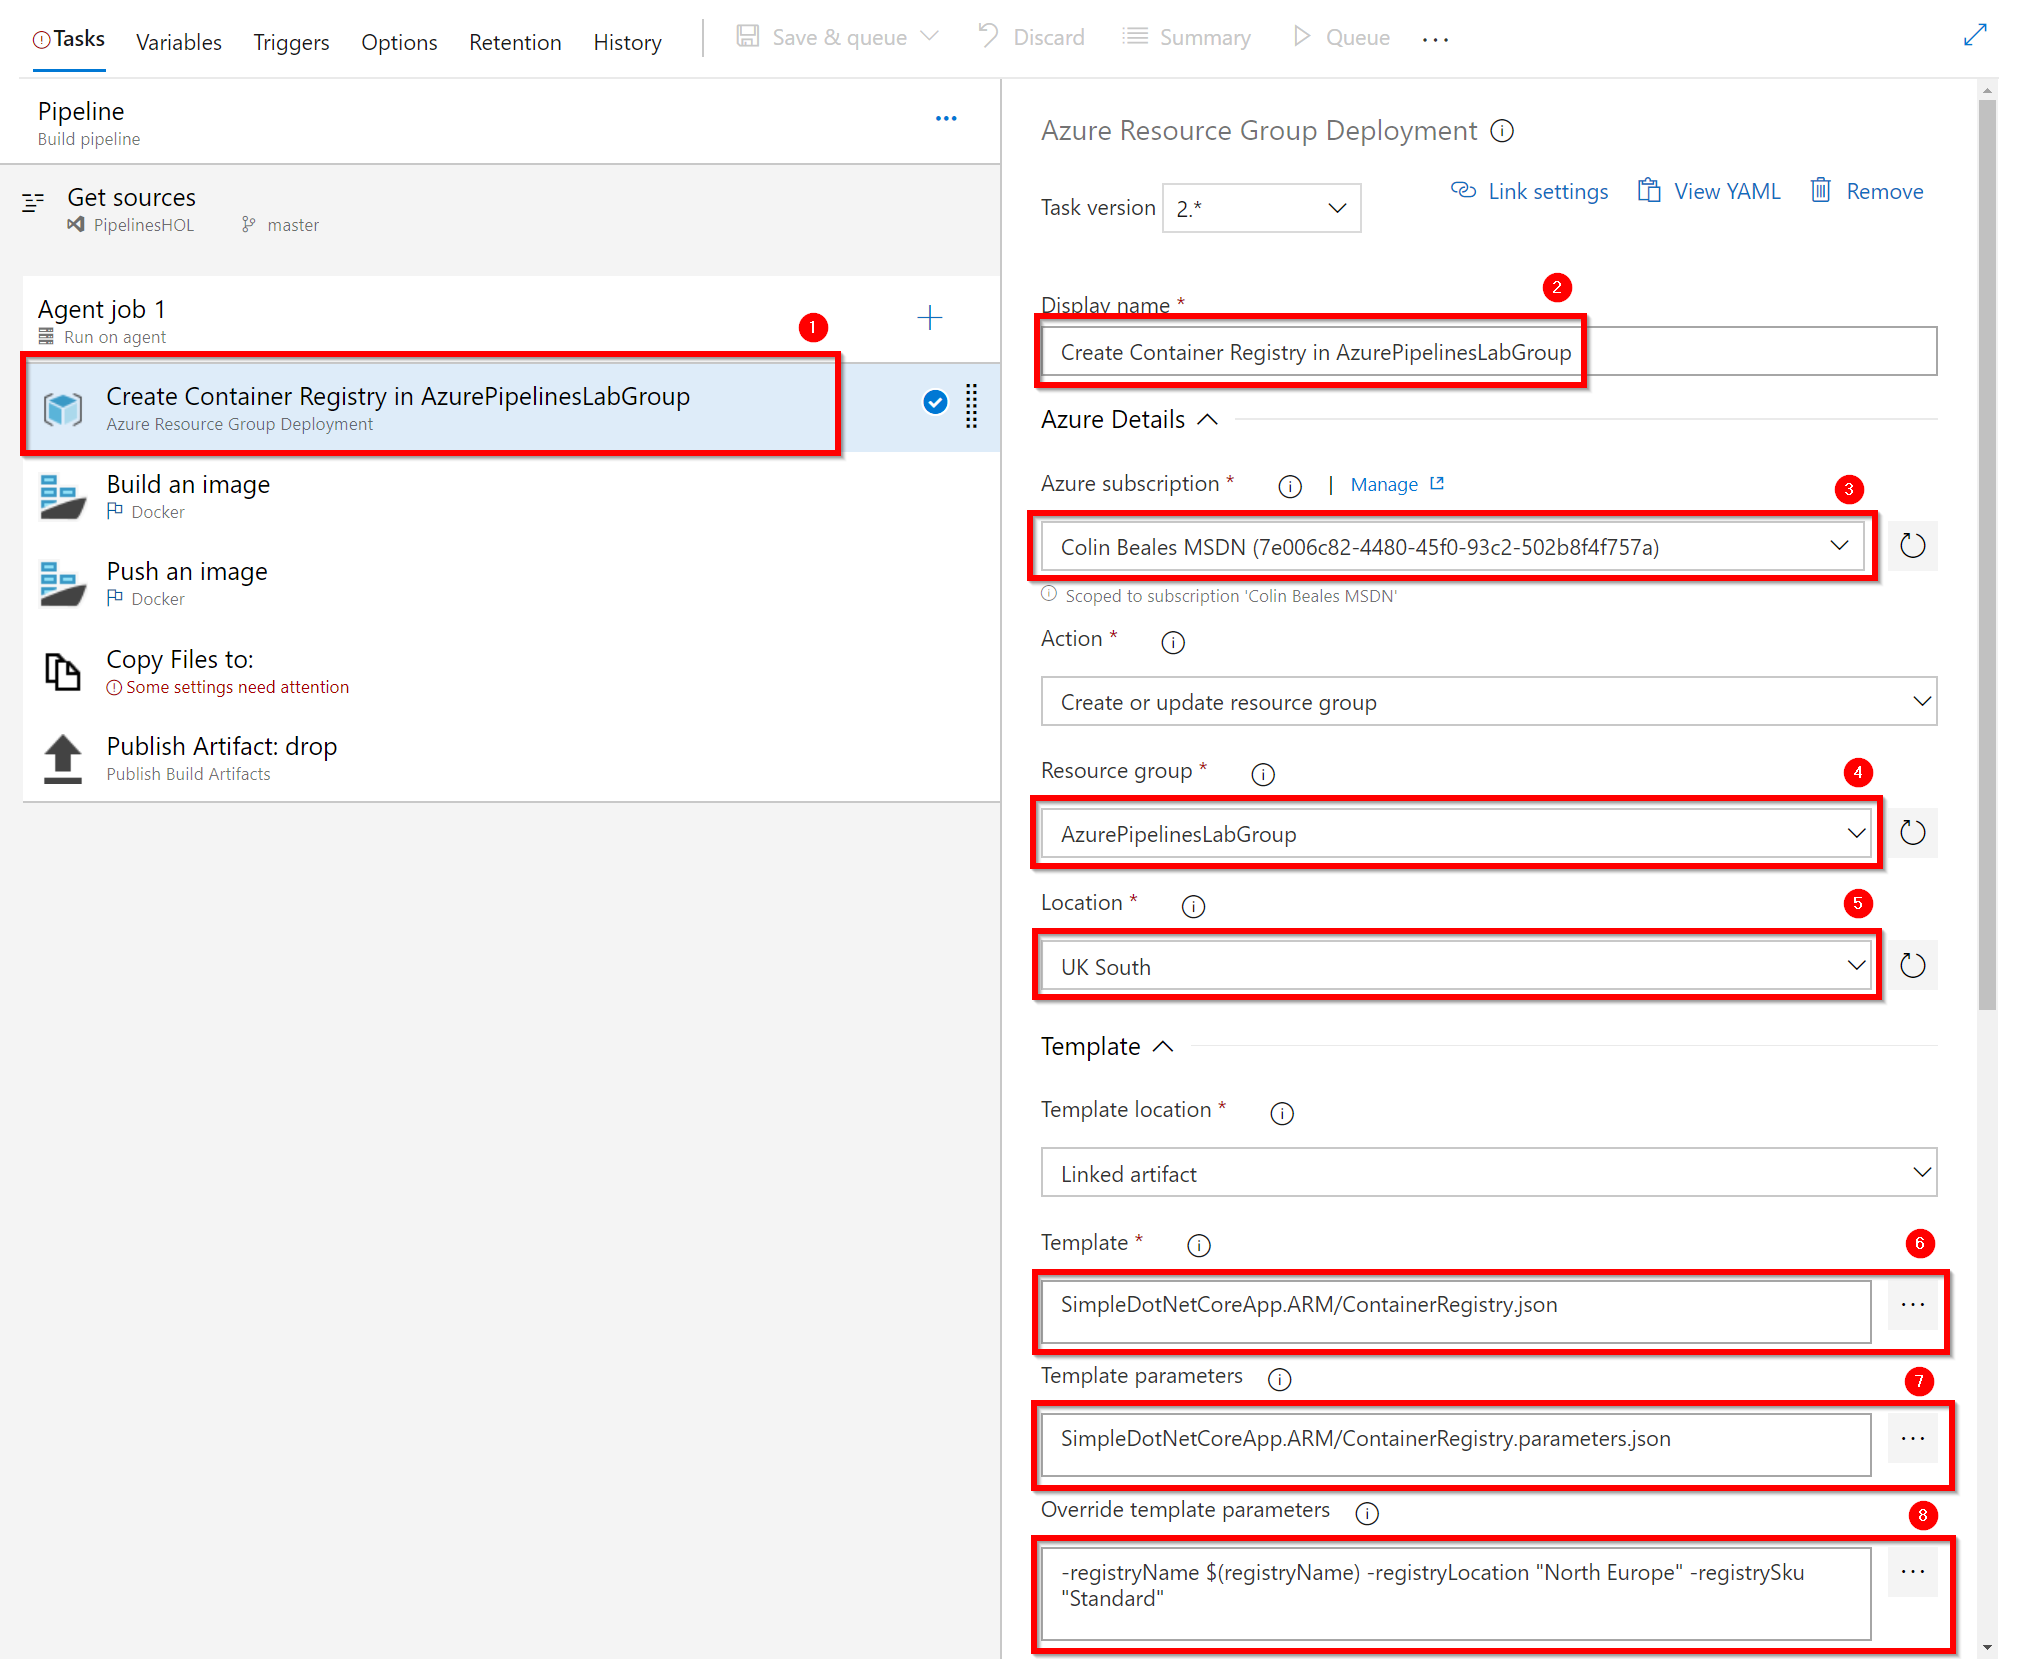 Tasks
Variables
Triggers
Options
Retention
History
Save & queue
Discard
Summary
Queue
...
Pipeline
Build pipeline
...
Get sources
PipelinesHOL
master
Agent job 1
Run on agent
1
Create Container Registry in AzurePipelinesLabGroup
Azure Resource Group Deployment
Build an image
Docker
Push an image
Docker
Copy Files to:
Some settings need attention
Publish Artifact: drop
Publish Build Artifacts
Azure Resource Group Deployment
Task version
2.*
Link settings
View YAML
Remove
2
Display name *
Create Container Registry in AzurePipelinesLabGroup
Azure Details
Azure subscription *
| Manage
3
Colin Beales MSDN (7e006c82-4480-45f0-93c2-502b8f4f757a)
Scoped to subscription 'Colin Beales MSDN'
Action *
Create or update resource group
Resource group *
4
AzurePipelinesLabGroup
Location *
5
UK South
Template
Template location *
Linked artifact
Template *
6
SimpleDotNetCoreApp.ARM/ContainerRegistry.json
...
Template parameters
7
SimpleDotNetCoreApp.ARM/ContainerRegistry.parameters.json
...
Override template parameters
8
-registryName $(registryName) -registryLocation "North Europe" -registrySku
"Standard"
...